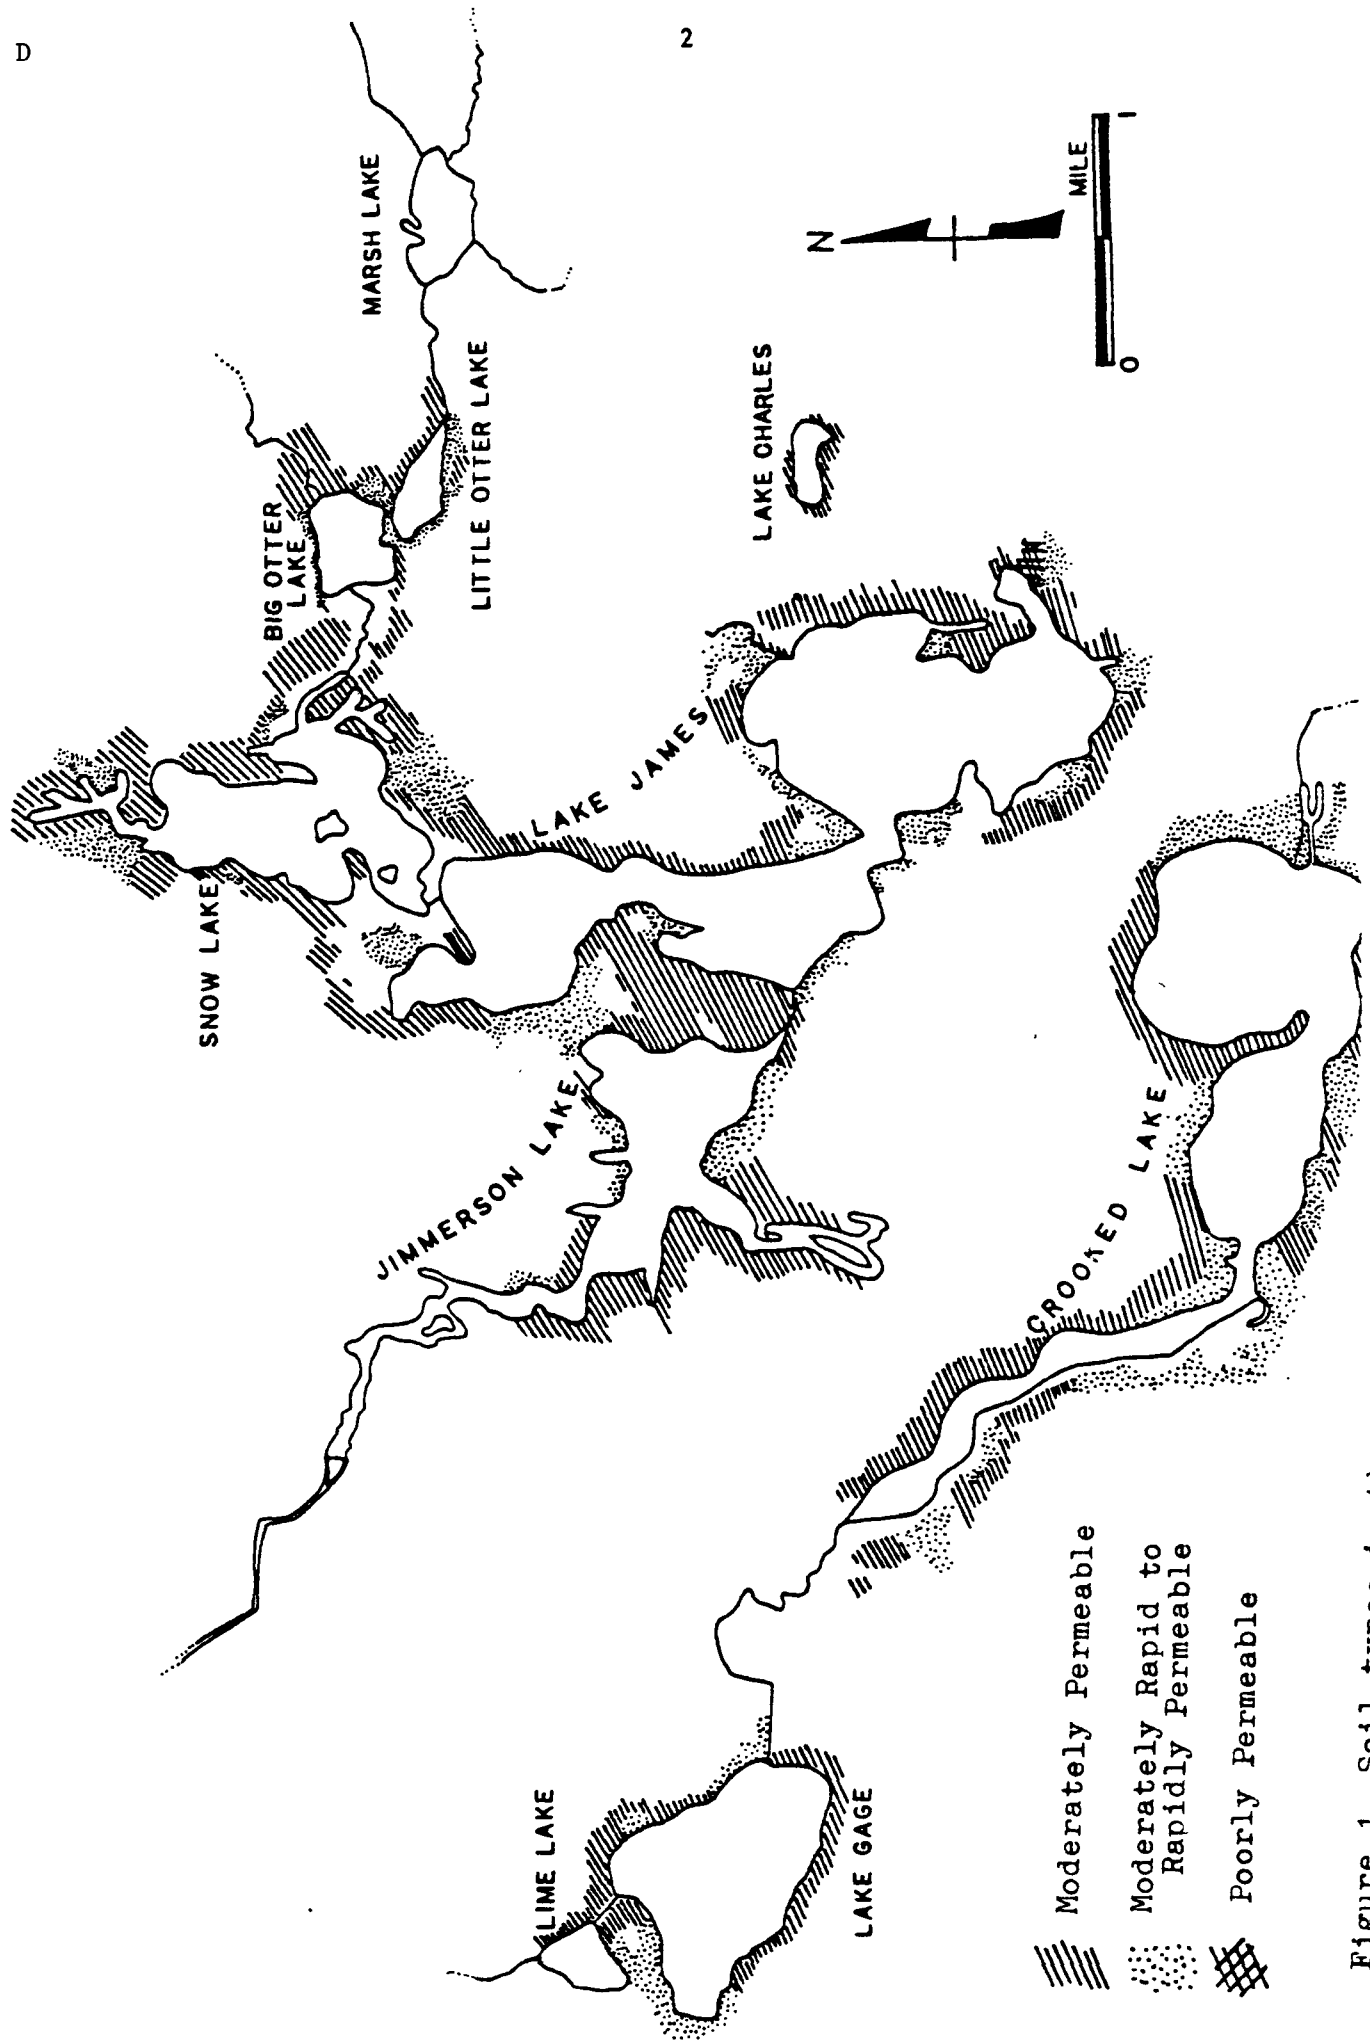 D
2
MARSH LAKE
BIG OTTER
LAKE
LITTLE OTTER LAKE
SNOW LAKE
LAKE JAMES
LAKE CHARLES
N
MILE
0 1
JIMMERSON LAKE
CROOKED LAKE
LIME LAKE
LAKE GAGE
Moderately Permeable
Moderately Rapid to
Rapidly Permeable
Poorly Permeable
Figure 1. Soil types